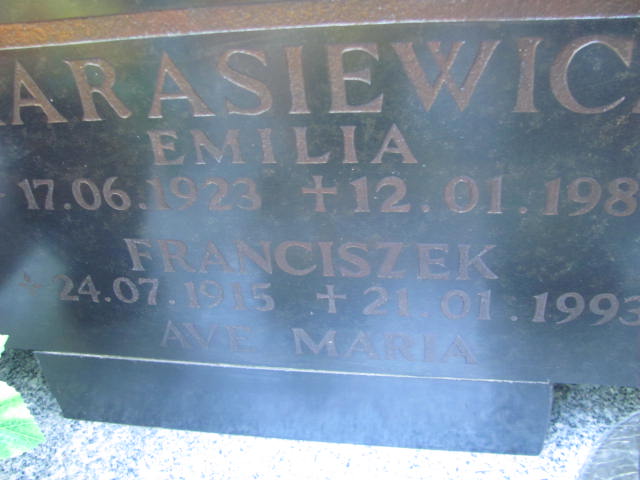 ARASIEWIC
EMILIA
17.06.1923 +12.01.198
FRANCISZEK
*24.07.1915 +21.01.1993
AVE MARIA